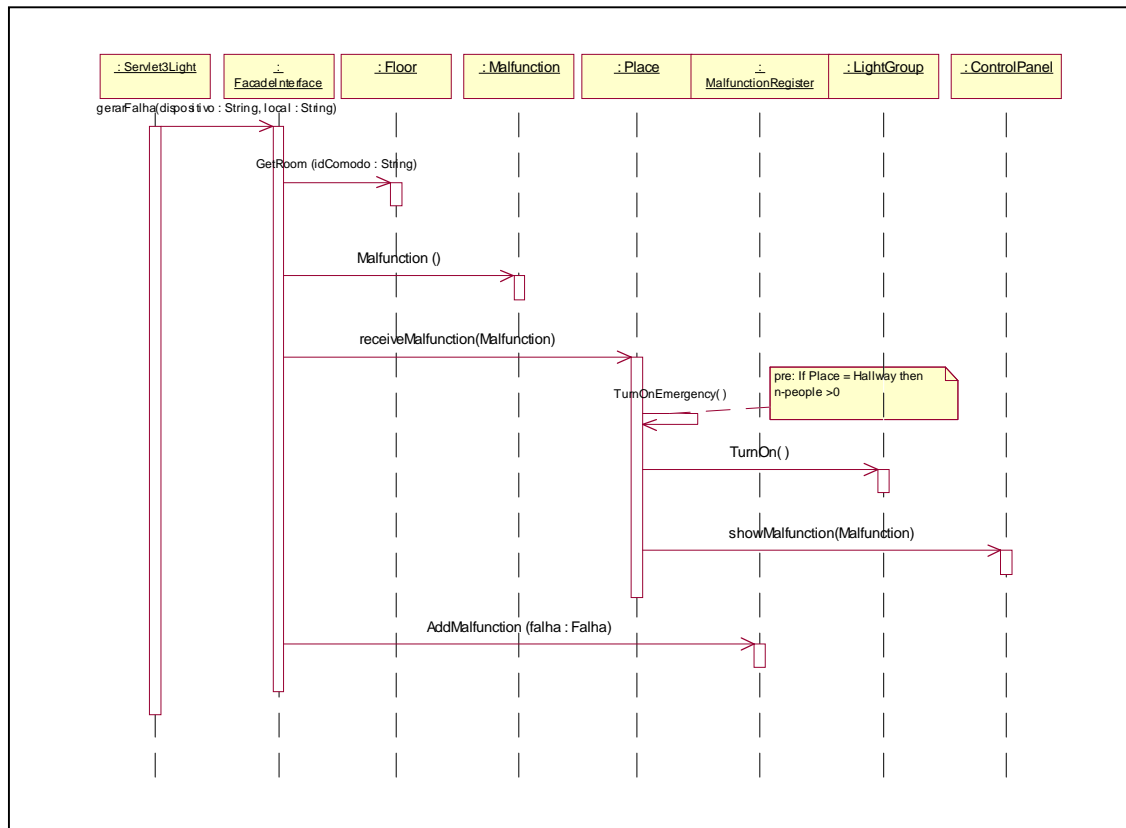 : Servlet3Light
:
FacadeInterface
: Floor
: Malfunction
: Place
:
MalfunctionRegister
: LightGroup
: ControlPanel
gerarFalha(dispositivo : String, local : String)
GetRoom (idComodo : String)
Malfunction ()
receiveMalfunction(Malfunction)
pre: If Place = Hallway then
n-people >0
TurnOnEmergency( )
TurnOn( )
showMalfunction(Malfunction)
AddMalfunction (falha : Falha)